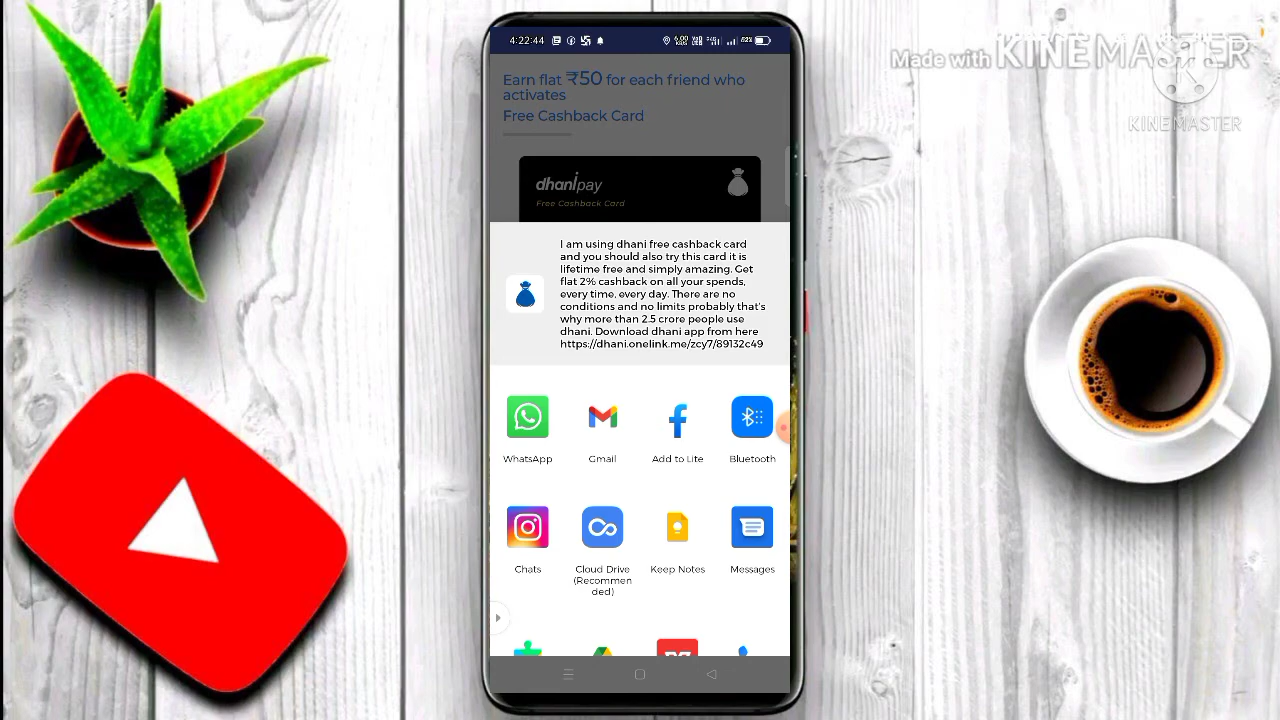 Made with KINEMASTER
KINEMASTER
4:22:44
Earn flat ₹50 for each friend who
activates
Free Cashback Card
dhanipay
Free Cashback Card
I am using dhani free cashback card
and you should also try this card it is
lifetime free and simply amazing. Get
flat 2% cashback on all your spends,
every time, every day. There are no
conditions and no limits probably that's
why more than 2.5 crore people use
dhani. Download dhani app from here
https://dhani.onelink.me/zcy7/89132c49
WhatsApp
Gmail
Add to Lite
Bluetooth
Chats
Cloud Drive
(Recommen
ded)
Keep Notes
Messages